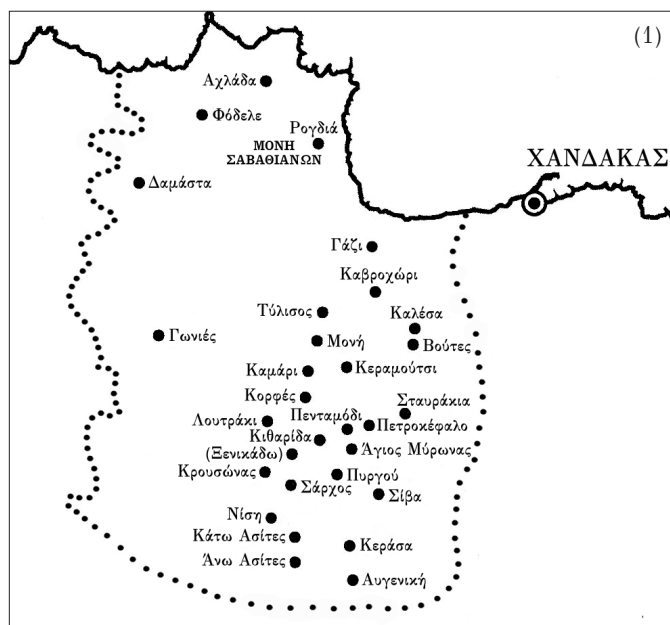 (1)
Αχλάδα
Φόδελε
Ρογδιά
ΜΟΝΗ
ΣΑΒΑΘΙΑΝΩΝ
ΧΑΝΔΑΚΑΣ
Δαμάστα
Γάζι
Καβροχώρι
Τύλισος
Καλέσα
Γωνιές
Μονή
Βούτες
Καμάρι
Κεραμούτσι
Κορφές
Σταυράκια
Λουτράκι
Πενταμόδι
Πετροκέφαλο
Κιθαρίδα
(Ξενικάδω)
Άγιος Μύρωνας
Κρουσώνας
Πυργού
Σάρχος
Σίβα
Νίση
Κάτω Ασίτες
Κεράσα
Άνω Ασίτες
Αυγενική